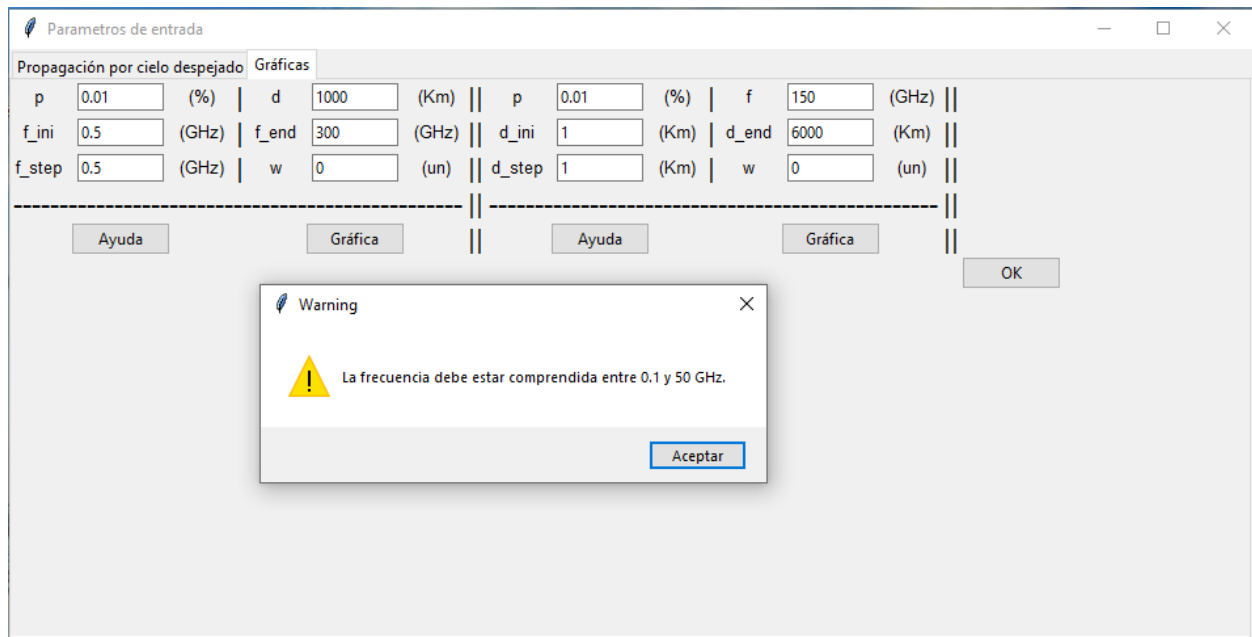 Parametros de entrada
Propagación por cielo despejado Gráficas
p 0.01 (%) | d 1000 (Km) || p 0.01 (%) | f 150 (GHz) ||
f_ini 0.5 (GHz) | f_end 300 (GHz) || d_ini 1 (Km) | d_end 6000 (Km) ||
f_step 0.5 (GHz) | w 0 (un) || d_step 1 (Km) | w 0 (un) ||
-------------------------------------------------- || -------------------------------------------------- ||
Ayuda Gráfica || Ayuda Gráfica ||
OK
Warning
La frecuencia debe estar comprendida entre 0.1 y 50 GHz.
Aceptar